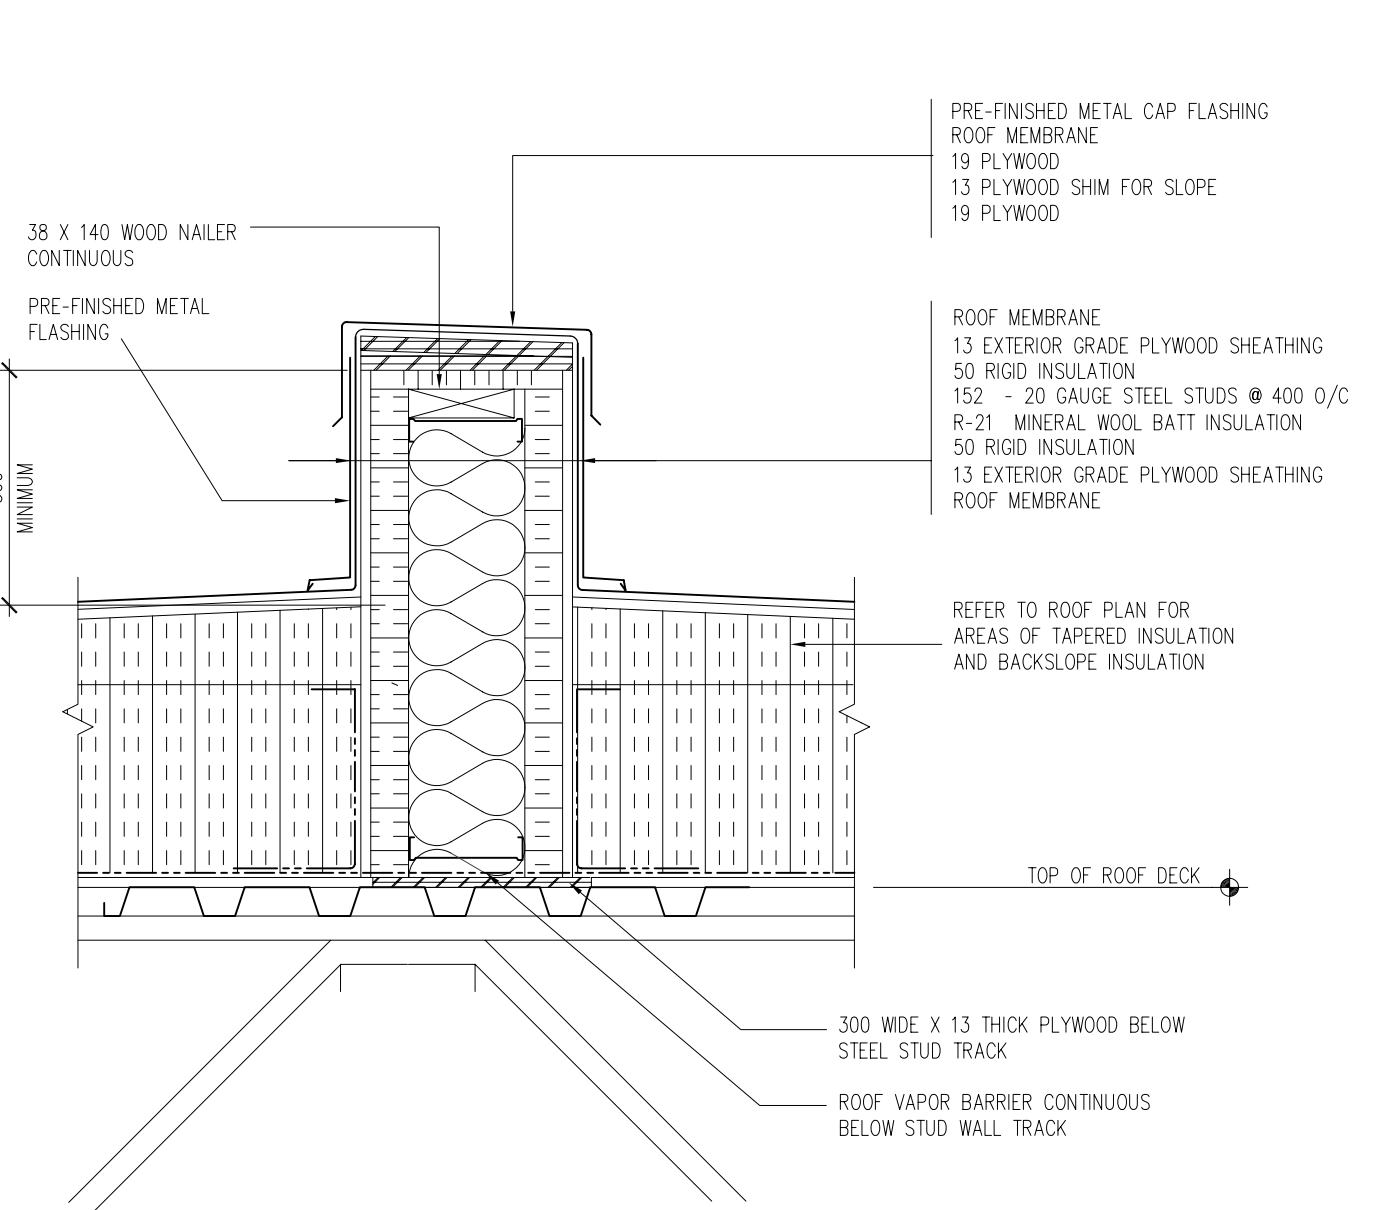 PRE-FINISHED METAL CAP FLASHING
ROOF MEMBRANE
19 PLYWOOD
13 PLYWOOD SHIM FOR SLOPE
19 PLYWOOD
38 X 140 WOOD NAILER
CONTINUOUS
PRE-FINISHED METAL
FLASHING
ROOF MEMBRANE
13 EXTERIOR GRADE PLYWOOD SHEATHING
50 RIGID INSULATION
152 - 20 GAUGE STEEL STUDS @ 400 O/C
R-21 MINERAL WOOL BATT INSULATION
50 RIGID INSULATION
13 EXTERIOR GRADE PLYWOOD SHEATHING
ROOF MEMBRANE
MINIMUM
REFER TO ROOF PLAN FOR
AREAS OF TAPERED INSULATION
AND BACKSLOPE INSULATION
TOP OF ROOF DECK
300 WIDE X 13 THICK PLYWOOD BELOW
STEEL STUD TRACK
ROOF VAPOR BARRIER CONTINUOUS
BELOW STUD WALL TRACK